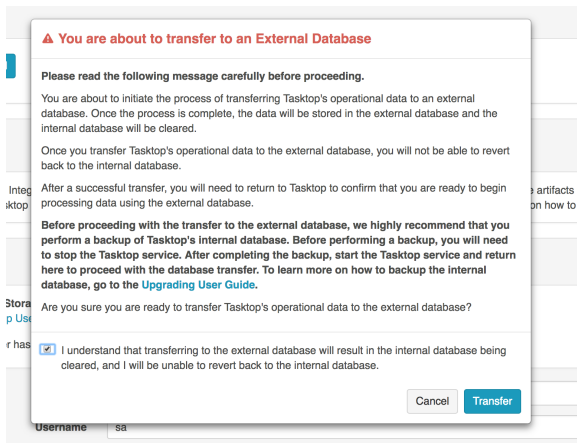 You are about to transfer to an External Database
Please read the following message carefully before proceeding.
You are about to initiate the process of transferring Tasktop's operational data to an external
database. Once the process is complete, the data will be stored in the external database and the
internal database will be cleared.
Once you transfer Tasktop's operational data to the external database, you will not be able to revert
back to the internal database.
After a successful transfer, you will need to return to Tasktop to confirm that you are ready to begin
processing data using the external database.
Before proceeding with the transfer to the external database, we highly recommend that you
perform a backup of Tasktop's internal database. Before performing a backup, you will need
to stop the Tasktop service. After completing the backup, start the Tasktop service and return
here to proceed with the database transfer. To learn more on how to backup the internal
database, go to the Upgrading User Guide.
Are you sure you are ready to transfer Tasktop's operational data to the external database?
I understand that transferring to the external database will result in the internal database being
cleared, and I will be unable to revert back to the internal database.
Cancel Transfer
Integ
artifacts
sktop
on how to
Stora
p Use
r has
Username sa